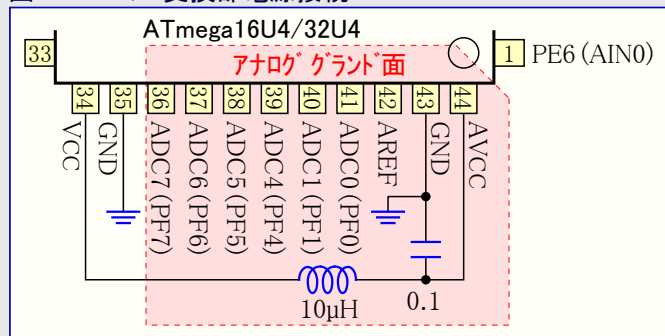 ATmega16U4/32U4
アナログ グランド面
33
1 PE6 (AIN0)
34
35
36
37
38
39
40
41
42
43
44
VCC
GND
ADC7 (PF7)
ADC6 (PF6)
ADC5 (PF5)
ADC4 (PF4)
ADC1 (PF1)
ADC0 (PF0)
AREF
GND
AVCC
10μH
0.1